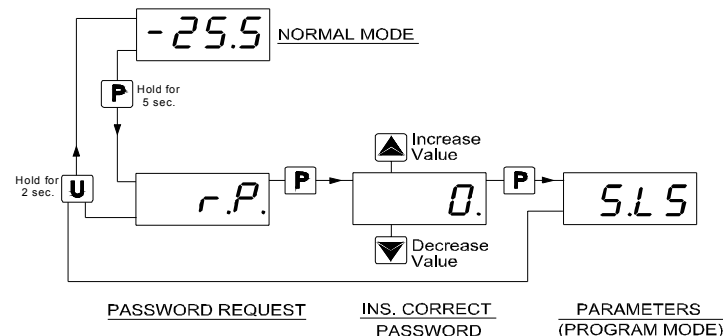 -25.5
NORMAL MODE
P
Hold for
5 sec.
Increase
Value
Hold for
2 sec.
U
r.P.
P
0.
P
S.L S
Decrease
Value
PASSWORD REQUEST
INS. CORRECT
PASSWORD
PARAMETERS
(PROGRAM MODE)